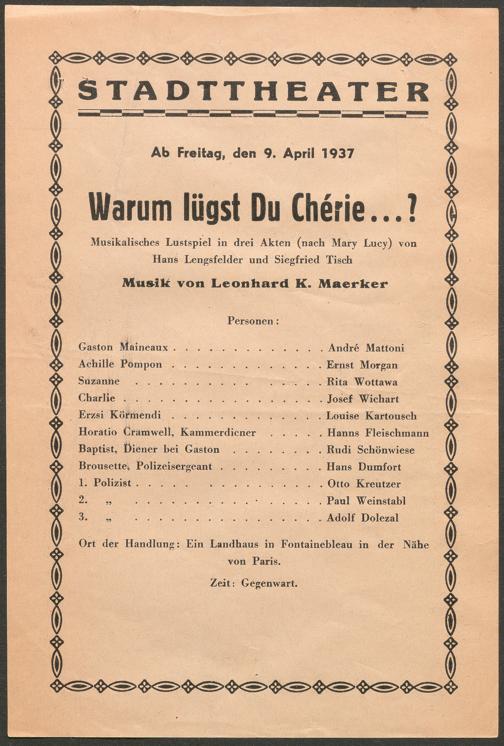 STADTTHEATER
Ab Freitag, den 9. April 1937
Warum lügst Du Chérie...?
Musikalisches Lustspiel in drei Akten (nach Mary Lucy) von
Hans Lengsfelder und Siegfried Tisch
Musik von Leonhard K. Maerker
Personen:
Gaston Maineaux . . . . . . . . . . . . . André Mattoni
Achille Pompon . . . . . . . . . . . . . Ernst Morgan
Suzanne . . . . . . . . . . . . . . . . Rita Wottawa
Charlie . . . . . . . . . . . . . . . . Josef Wichart
Erzsi Körmendi . . . . . . . . . . . . . Louise Kartousch
Horatio Cramwell, Kammerdiener . . . . . Hanns Fleischmann
Baptist, Diener bei Gaston . . . . . . . . Rudi Schönwiese
Brousette, Polizeisergeant . . . . . . . . Hans Dumfort
1. Polizist . . . . . . . . . . . . . . . Otto Kreutzer
2. „ . . . . . . . . . . . . . . . . Paul Weinstabl
3. „ . . . . . . . . . . . . . . . . Adolf Dolezal
Ort der Handlung: Ein Landhaus in Fontainebleau in der Nähe
von Paris.
Zeit: Gegenwart.